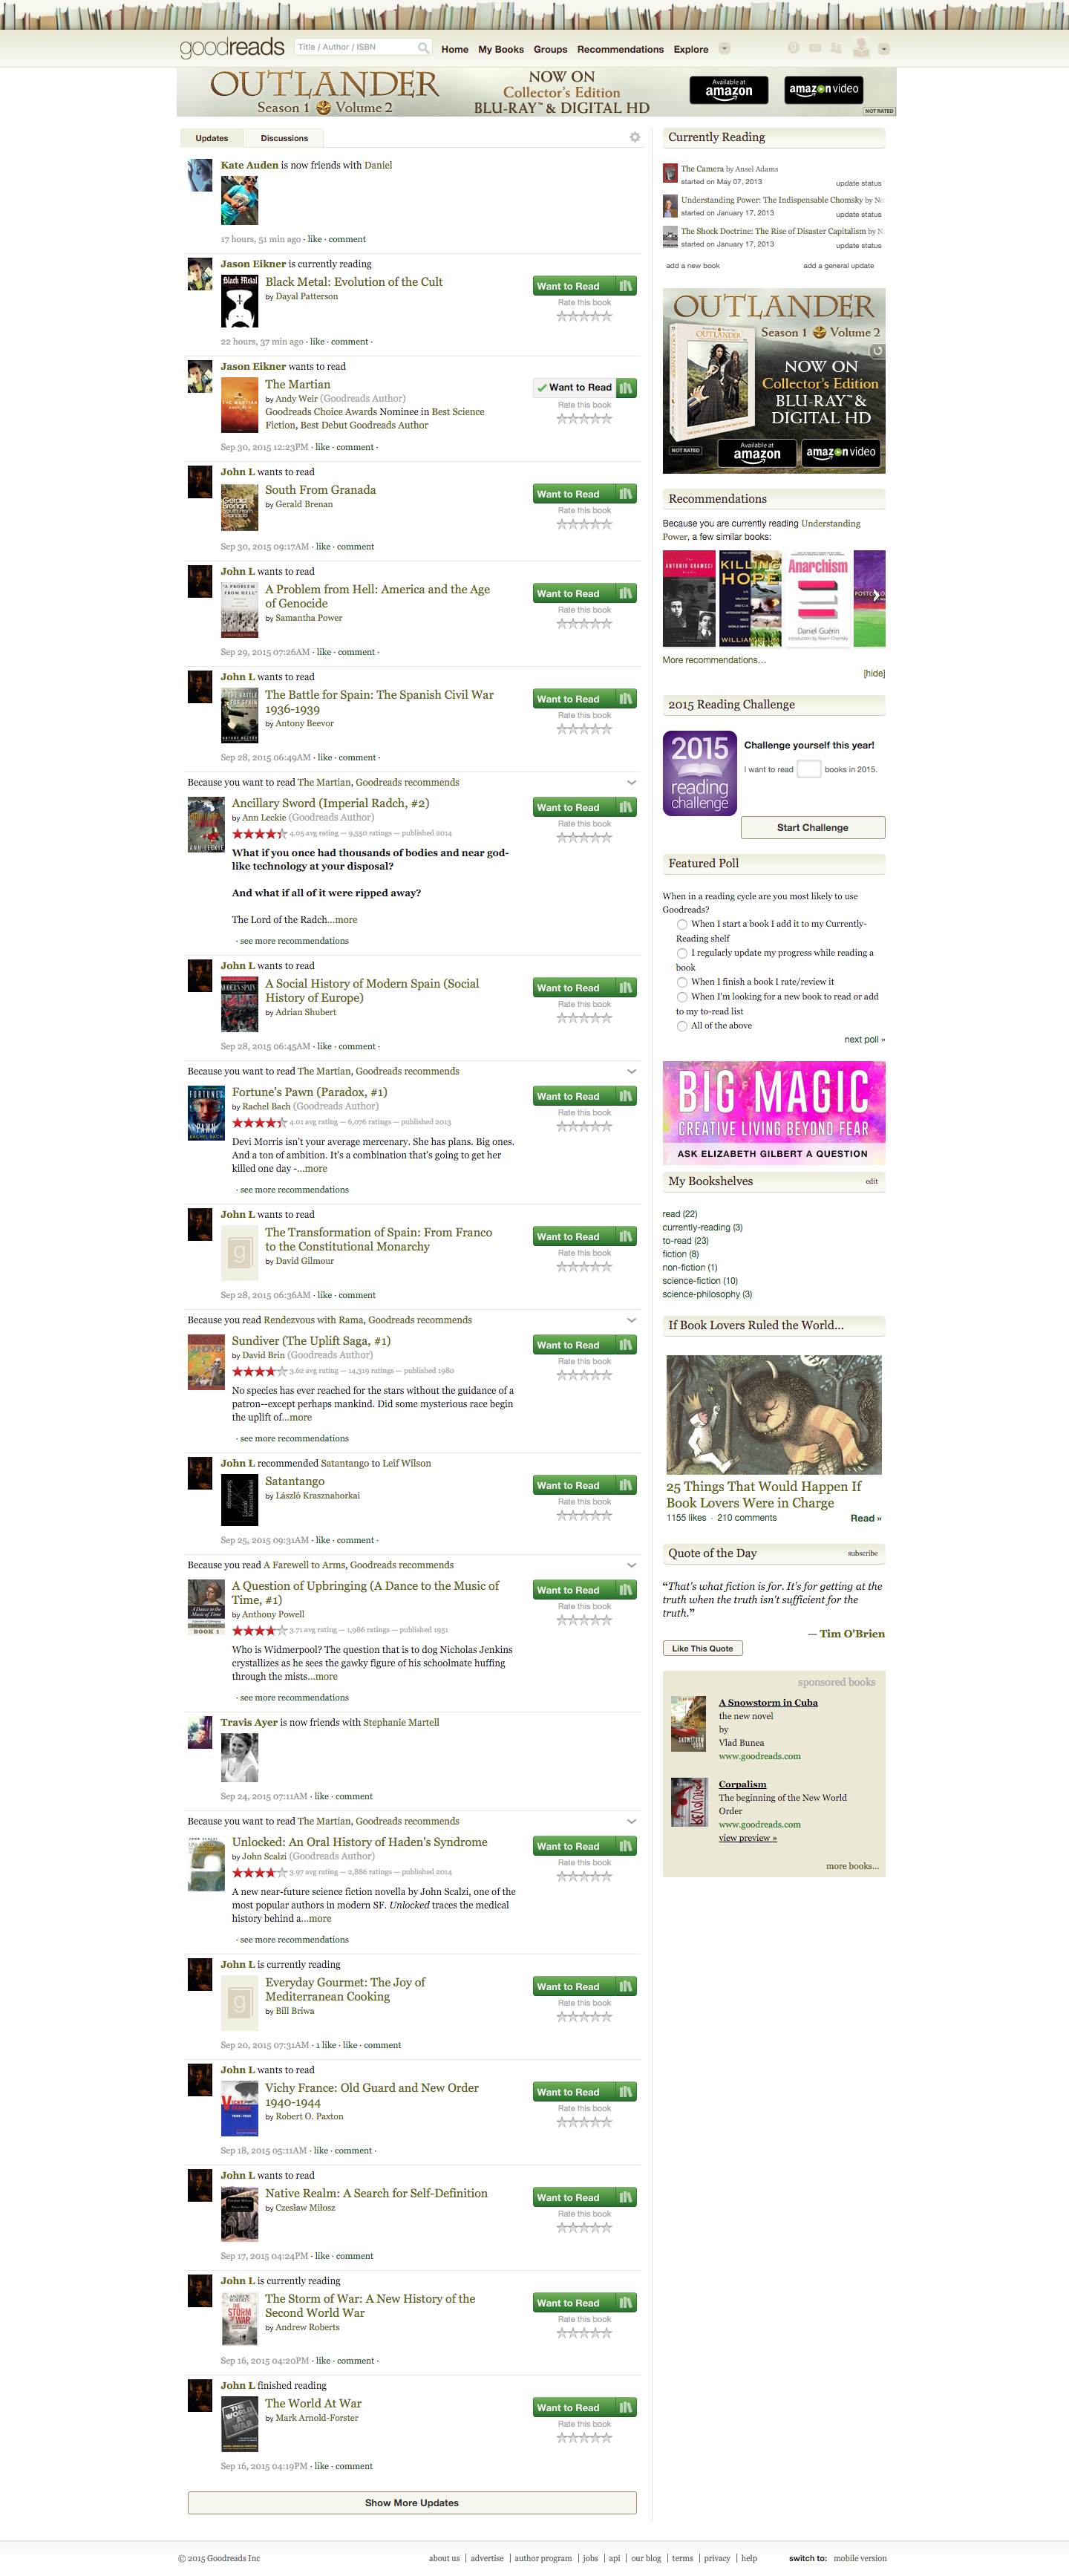 goodreads
Title / Author / ISBN
Home My Books Groups Recommendations Explore
OUTLANDER
Season 1 Volume 2
NOW ON
Collector's Edition
BLU-RAY™ & DIGITAL HD
Available at
amazon
amazon video
NOT RATED
Updates Discussions
Kate Auden is now friends with Daniel
17 hours, 51 min ago · like · comment
Jason Eikner is currently reading
Black Metal
Black Metal: Evolution of the Cult
by Dayal Patterson
Want to Read
Rate this book
22 hours, 37 min ago · like · comment ·
Jason Eikner wants to read
The Martian
by Andy Weir (Goodreads Author)
Goodreads Choice Awards Nominee in Best Science
Fiction, Best Debut Goodreads Author
Want to Read
Rate this book
Sep 30, 2015 12:23PM · like · comment ·
John L wants to read
South From Granada
by Gerald Brenan
Want to Read
Rate this book
Sep 30, 2015 09:17AM · like · comment
John L wants to read
A Problem from Hell: America and the Age
of Genocide
by Samantha Power
Want to Read
Rate this book
Sep 29, 2015 07:26AM · like · comment ·
John L wants to read
The Battle for Spain: The Spanish Civil War
1936-1939
by Antony Beevor
Want to Read
Rate this book
Sep 28, 2015 06:49AM · like · comment ·
Because you want to read The Martian, Goodreads recommends
Ancillary Sword (Imperial Radch, #2)
by Ann Leckie (Goodreads Author)
4.05 avg rating — 9,550 ratings — published 2014
What if you once had thousands of bodies and near god-
like technology at your disposal?
And what if all of it were ripped away?
The Lord of the Radch...more
· see more recommendations
Want to Read
Rate this book
John L wants to read
A Social History of Modern Spain (Social
History of Europe)
by Adrian Shubert
Want to Read
Rate this book
Sep 28, 2015 06:45AM · like · comment ·
Because you want to read The Martian, Goodreads recommends
Fortune's Pawn (Paradox, #1)
by Rachel Bach (Goodreads Author)
4.01 avg rating — 6,076 ratings — published 2013
Devi Morris isn't your average mercenary. She has plans. Big ones.
And a ton of ambition. It's a combination that's going to get her
killed one day -...more
· see more recommendations
Want to Read
Rate this book
John L wants to read
The Transformation of Spain: From Franco
to the Constitutional Monarchy
by David Gilmour
Want to Read
Rate this book
Sep 28, 2015 06:36AM · like · comment
Because you read Rendezvous with Rama, Goodreads recommends
Sundiver (The Uplift Saga, #1)
by David Brin (Goodreads Author)
3.62 avg rating — 14,319 ratings — published 1980
No species has ever reached for the stars without the guidance of a
patron--except perhaps mankind. Did some mysterious race begin
the uplift of...more
· see more recommendations
Want to Read
Rate this book
John L recommended Satantango to Leif Wilson
Satantango
by László Krasznahorkai
Want to Read
Rate this book
Sep 25, 2015 09:31AM · like · comment ·
Because you read A Farewell to Arms, Goodreads recommends
A Question of Upbringing (A Dance to the Music of
Time, #1)
by Anthony Powell
3.71 avg rating — 1,986 ratings — published 1951
Who is Widmerpool? The question that is to dog Nicholas Jenkins
crystallizes as he sees the gawky figure of his schoolmate huffing
through the mists...more
· see more recommendations
Want to Read
Rate this book
Travis Ayer is now friends with Stephanie Martell
Sep 24, 2015 07:11AM · like · comment
Because you want to read The Martian, Goodreads recommends
Unlocked: An Oral History of Haden's Syndrome
by John Scalzi (Goodreads Author)
3.97 avg rating — 2,886 ratings — published 2014
A new near-future science fiction novella by John Scalzi, one of the
most popular authors in modern SF. Unlocked traces the medical
history behind a...more
· see more recommendations
Want to Read
Rate this book
John L is currently reading
Everyday Gourmet: The Joy of
Mediterranean Cooking
by Bill Briwa
Want to Read
Rate this book
Sep 20, 2015 07:31AM · 1 like · like · comment
John L wants to read
Vichy France: Old Guard and New Order
1940-1944
by Robert O. Paxton
Want to Read
Rate this book
Sep 18, 2015 05:11AM · like · comment ·
John L wants to read
Native Realm: A Search for Self-Definition
by Czesław Miłosz
Want to Read
Rate this book
Sep 17, 2015 04:24PM · like · comment
John L is currently reading
The Storm of War: A New History of the
Second World War
by Andrew Roberts
Want to Read
Rate this book
Sep 16, 2015 04:20PM · like · comment ·
John L finished reading
The World At War
by Mark Arnold-Forster
Want to Read
Rate this book
Sep 16, 2015 04:19PM · like · comment
Show More Updates
Currently Reading
The Camera by Ansel Adams
started on May 07, 2013 update status
Understanding Power: The Indispensable Chomsky by No
started on January 17, 2013 update status
The Shock Doctrine: The Rise of Disaster Capitalism by N
started on January 17, 2013 update status
add a new book add a general update
OUTLANDER
Season 1 Volume 2
NOW ON
Collector's Edition
BLU-RAY™ &
DIGITAL HD
NOT RATED
Available at
amazon
amazon video
Recommendations
Because you are currently reading Understanding
Power, a few similar books:
ANTONIO GRAMSCI
KILLING
HOPE
WILLIAM BLUM
Anarchism
Daniel Guérin
Introduction by Noam Chomsky
More recommendations...
[hide]
2015 Reading Challenge
2015
reading
challenge
Challenge yourself this year!
I want to read books in 2015.
Start Challenge
Featured Poll
When in a reading cycle are you most likely to use
Goodreads?
When I start a book I add it to my Currently-
Reading shelf
I regularly update my progress while reading a
book
When I finish a book I rate/review it
When I'm looking for a new book to read or add
to my to-read list
All of the above
next poll »
BIG MAGIC
CREATIVE LIVING BEYOND FEAR
ASK ELIZABETH GILBERT A QUESTION
My Bookshelves edit
read (22)
currently-reading (3)
to-read (23)
fiction (8)
non-fiction (1)
science-fiction (10)
science-philosophy (3)
If Book Lovers Ruled the World...
25 Things That Would Happen If
Book Lovers Were in Charge
1155 likes · 210 comments Read »
Quote of the Day subscribe
“That's what fiction is for. It's for getting at the
truth when the truth isn't sufficient for the
truth.”
— Tim O'Brien
Like This Quote
sponsored books
A Snowstorm in Cuba
the new novel
by
Vlad Bunea
www.goodreads.com
Corpalism
The beginning of the New World
Order
www.goodreads.com
view preview »
more books...
© 2015 Goodreads Inc
about us | advertise | author program | jobs | api | our blog | terms | privacy | help
switch to: mobile version